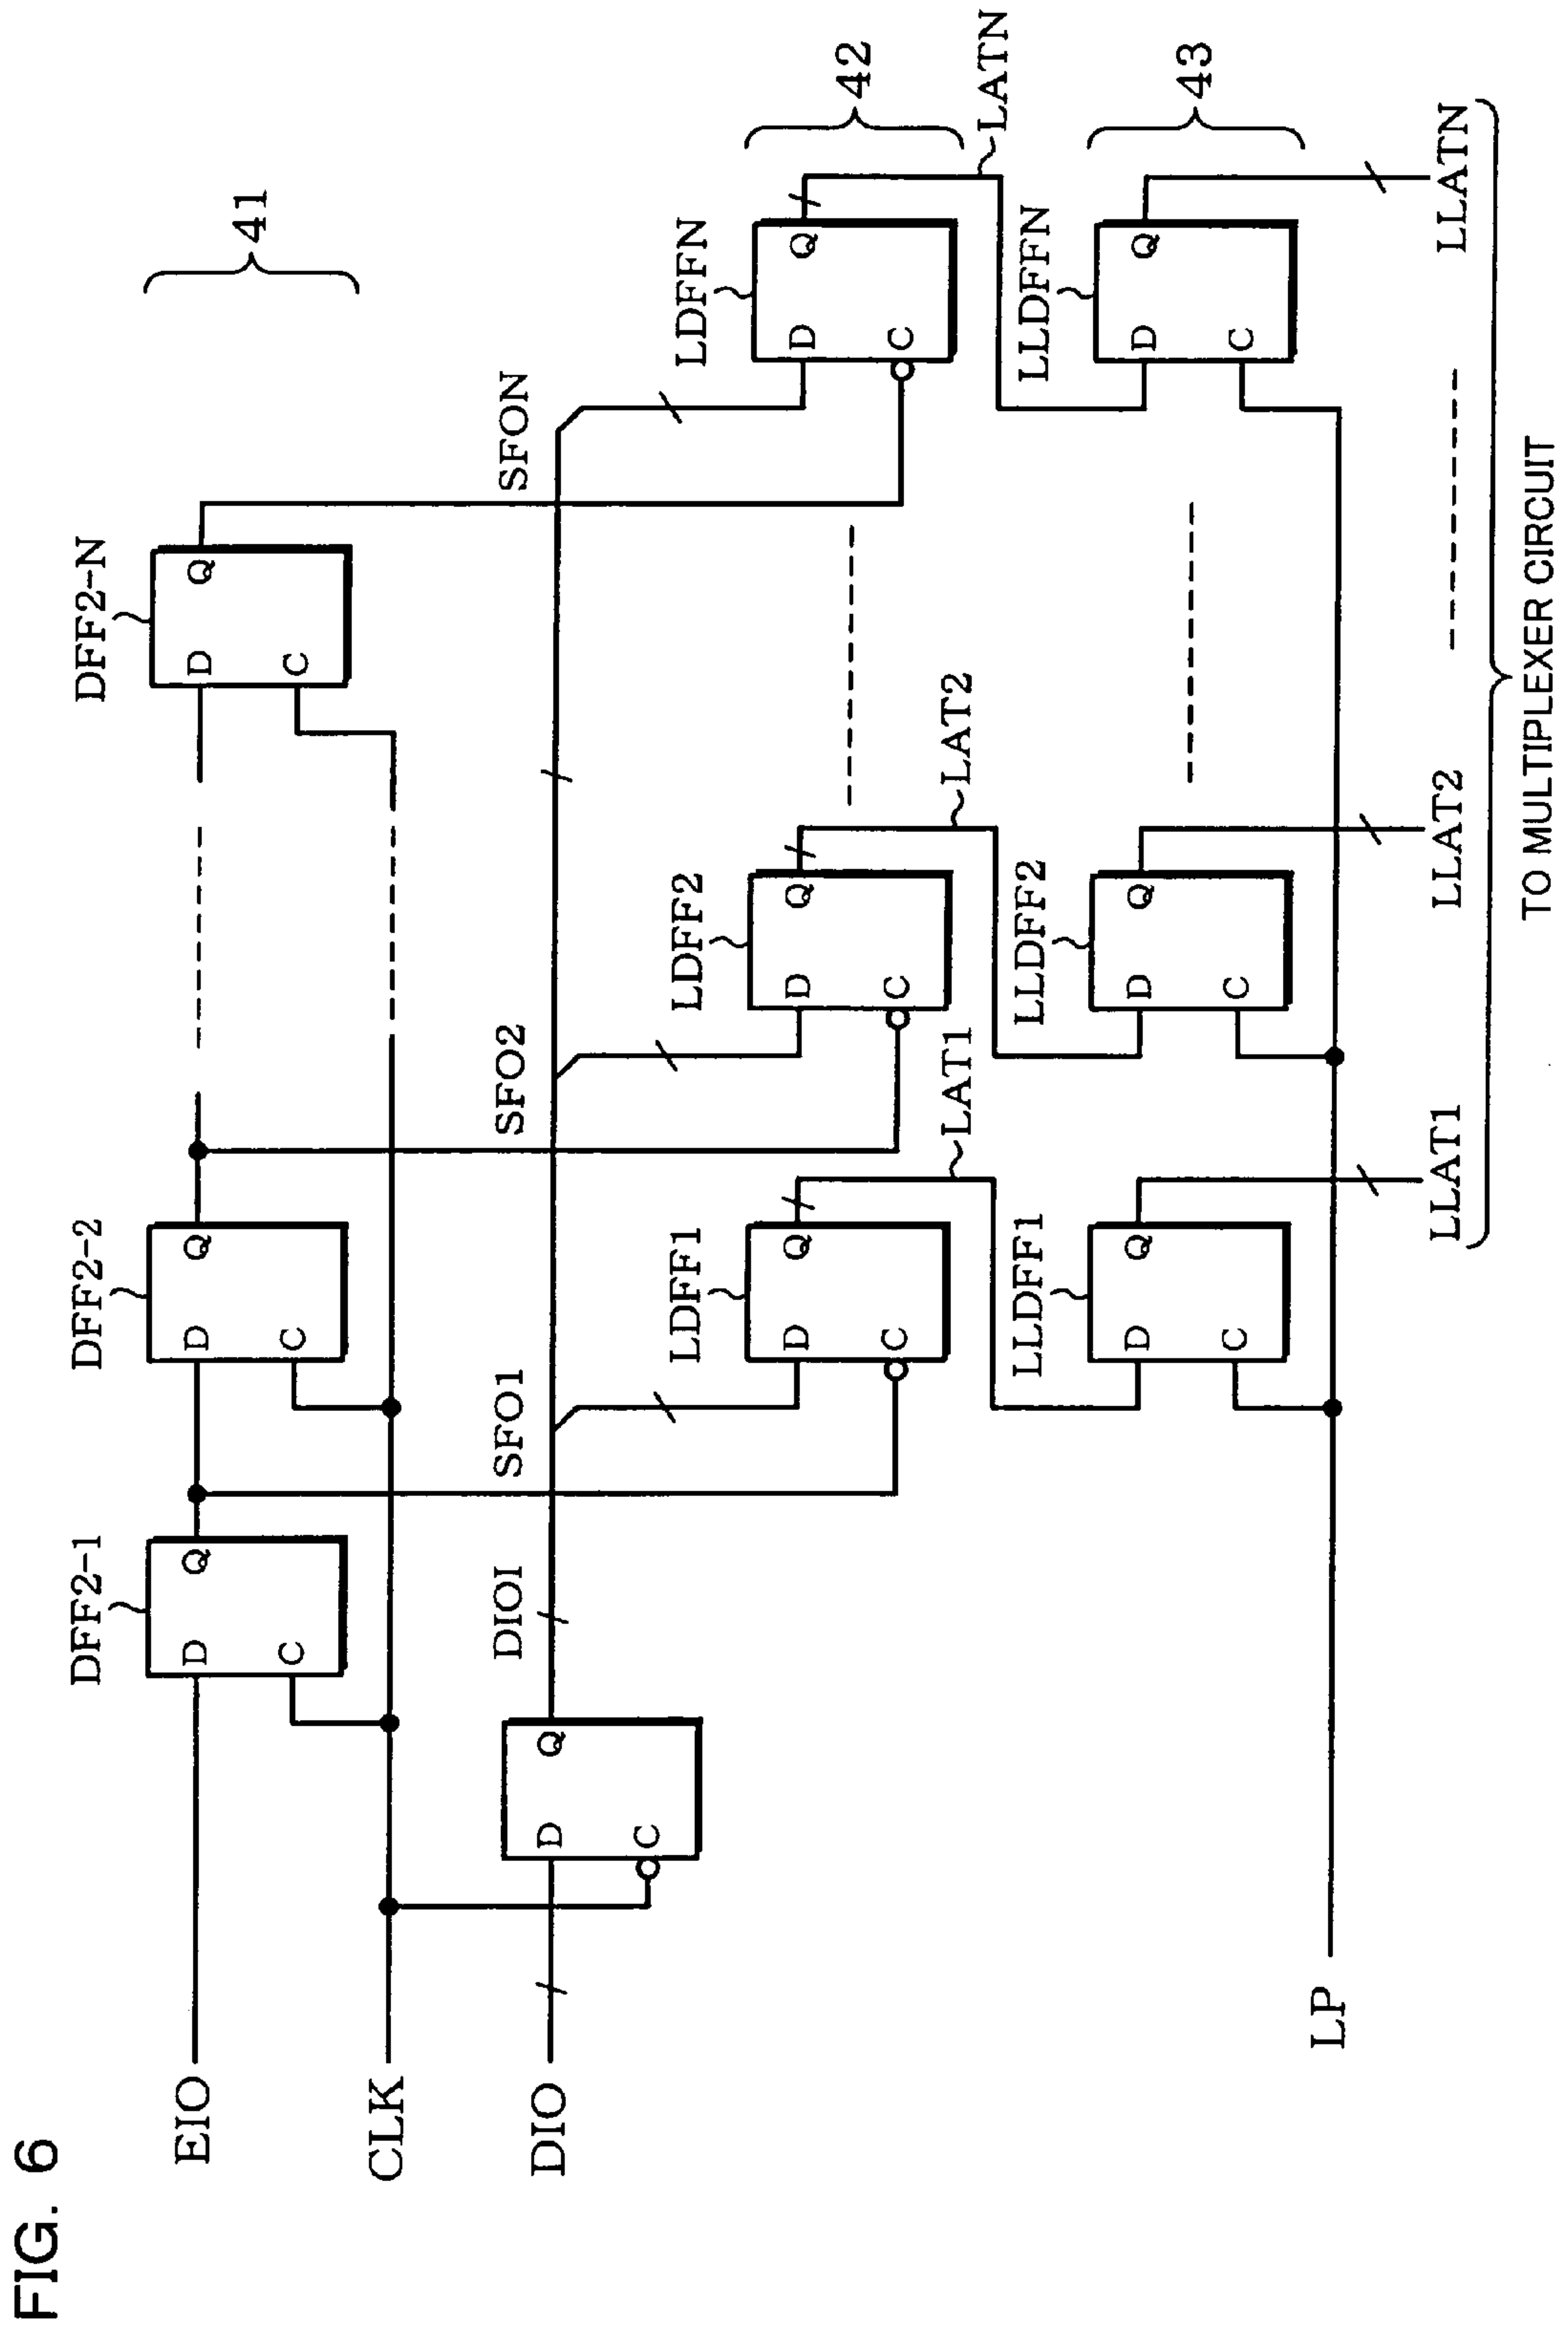 FIG. 6
EIO
CLK
DIO
LP
DFF2-1
D
C
Q
DFF2-2
D
C
Q
DFF2-N
D
C
Q
41
D
C
Q
DIOI
SFO1
SFO2
SFON
LDFF1
D
C
Q
LAT1
LDFF2
D
C
Q
LAT2
LDFFN
D
C
Q
LATN
42
LLDFF1
D
C
Q
LLDFF2
D
C
Q
LLDFFN
D
C
Q
43
LLAT1
LLAT2
LLATN
TO MULTIPLEXER CIRCUIT